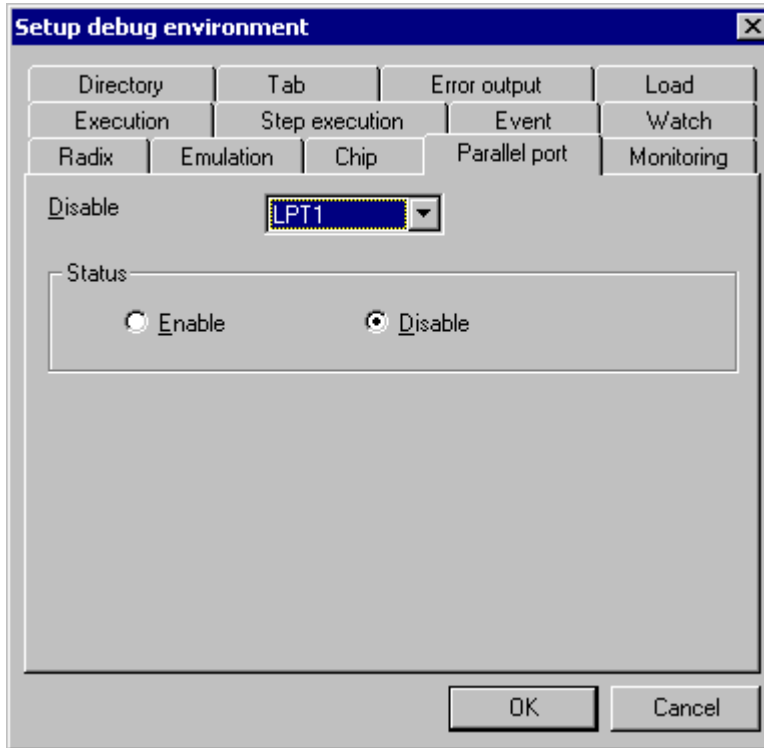 Setup debug environment
Directory Tab Error output Load
Execution Step execution Event Watch
Radix Emulation Chip Parallel port Monitoring
Disable LPT1
Status
Enable Disable
OK Cancel